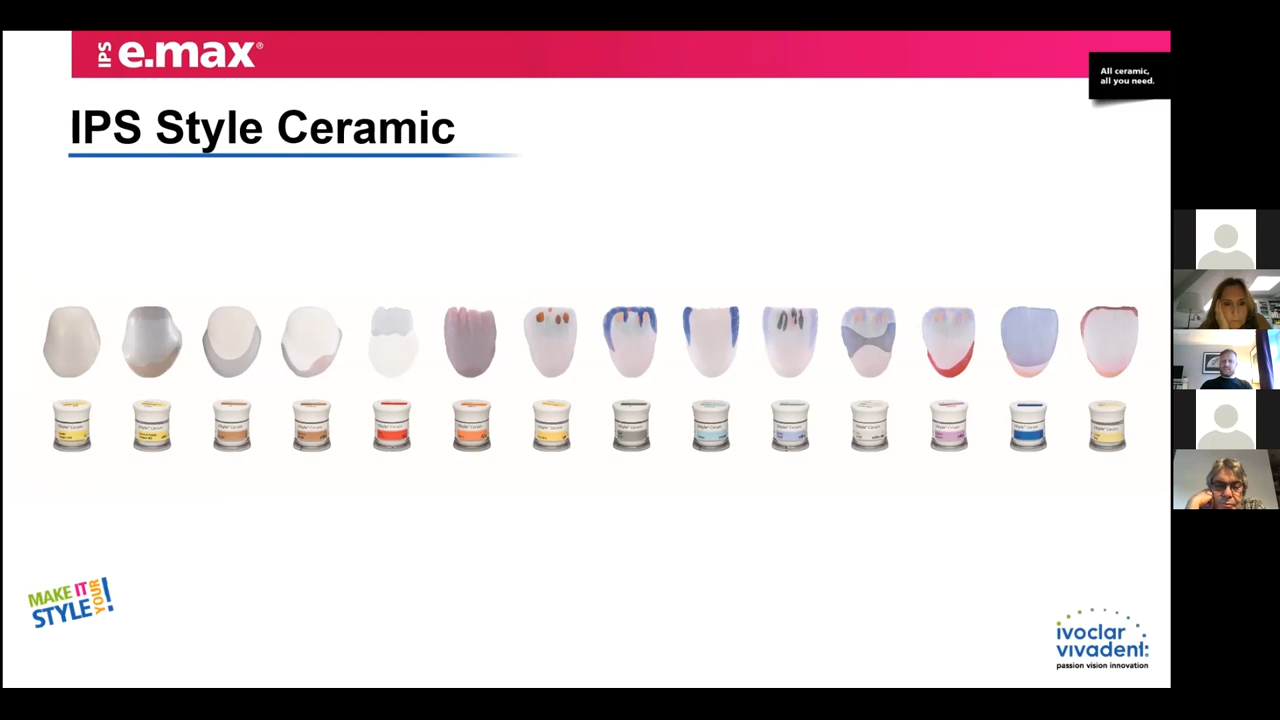 IPS e.max®
All ceramic,
all you need.
IPS Style Ceramic
MAKE IT
STYLE YOUR!
ivoclar
vivadent:
passion vision innovation